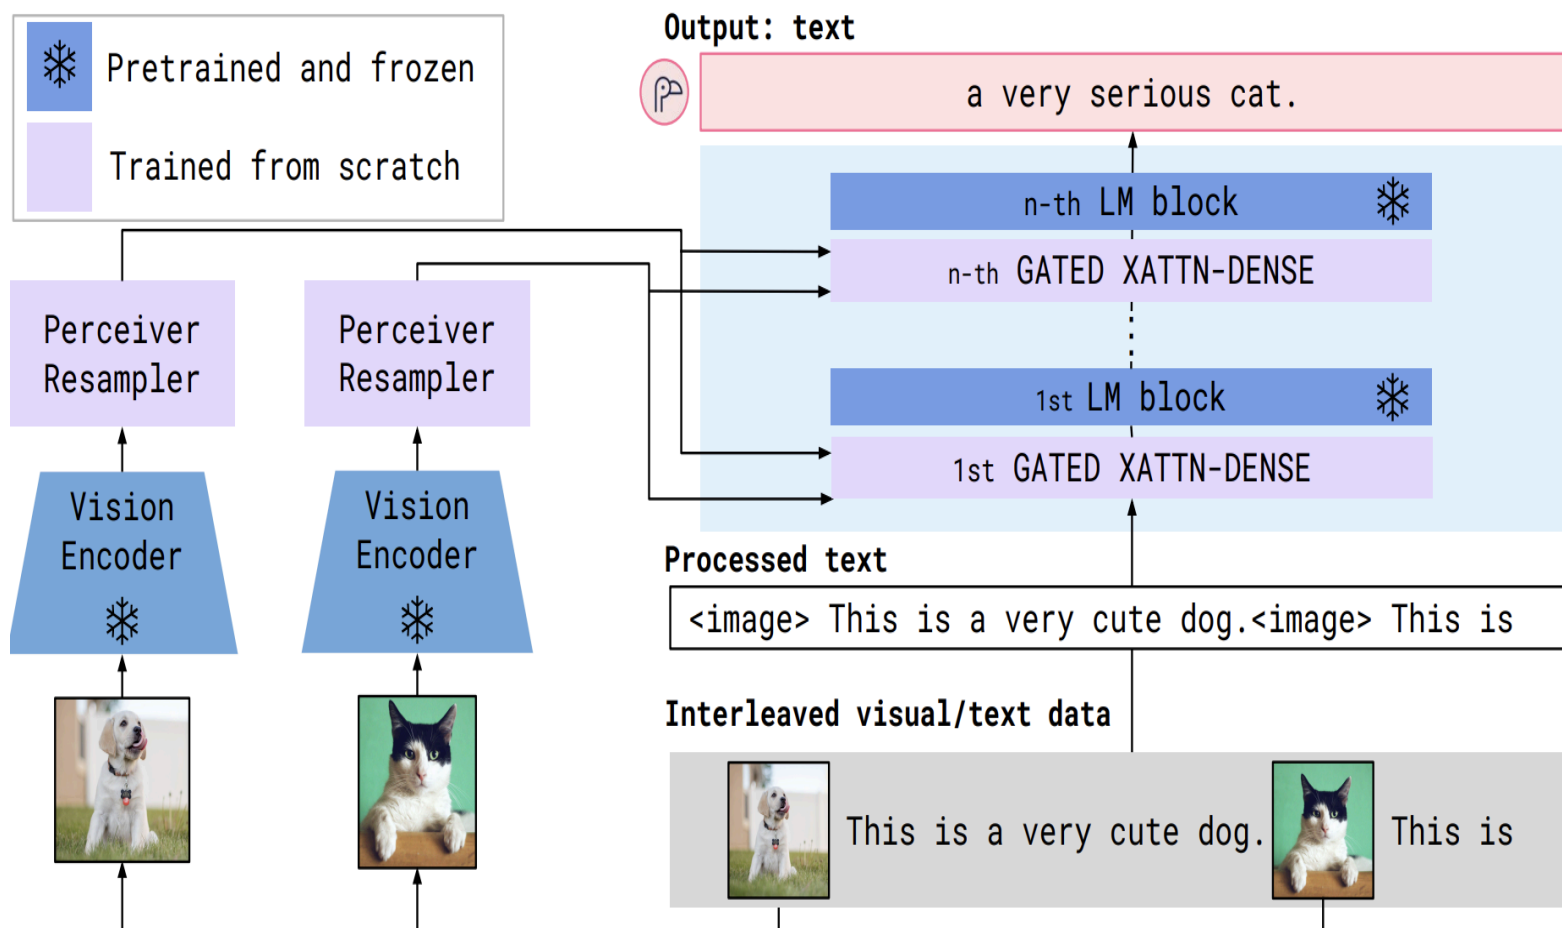 Pretrained and frozen
Trained from scratch
Perceiver
Resampler
Perceiver
Resampler
Vision
Encoder
Vision
Encoder
Output: text
a very serious cat.
n-th LM block
n-th GATED XATTN-DENSE
1st LM block
1st GATED XATTN-DENSE
Processed text
<image> This is a very cute dog.<image> This is
Interleaved visual/text data
This is a very cute dog. This is